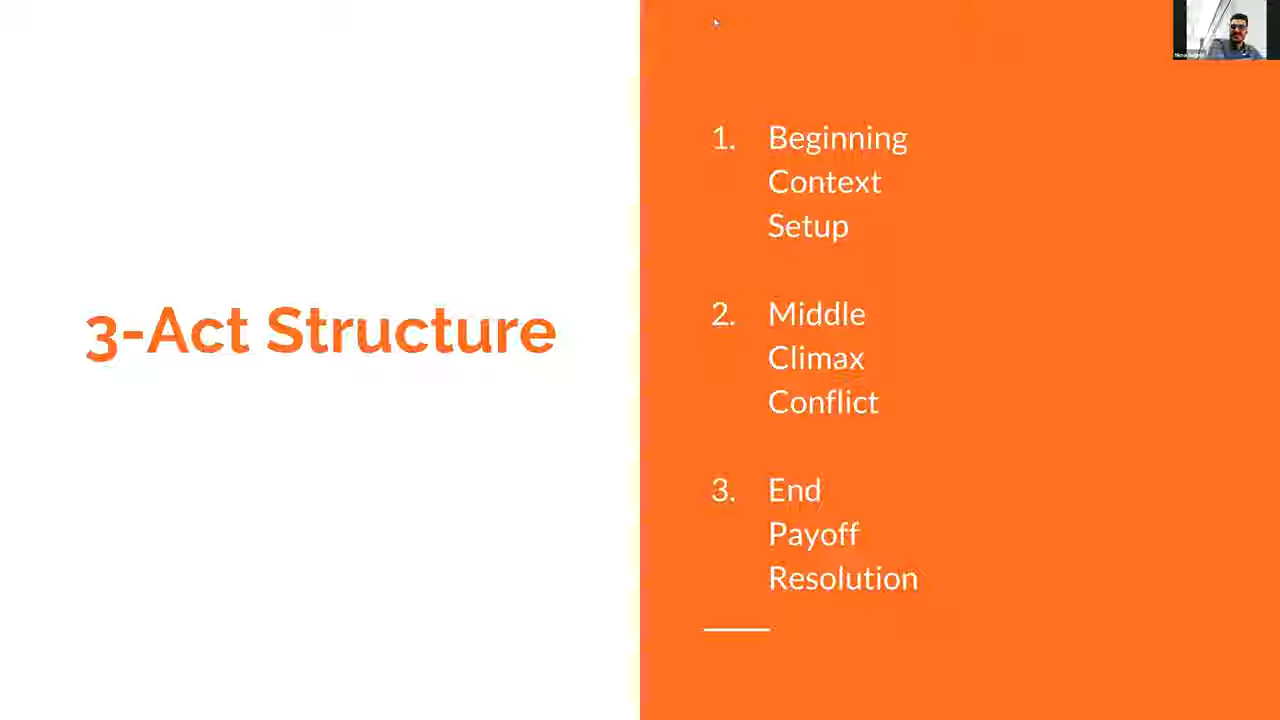 3-Act Structure
1. Beginning
Context
Setup
2. Middle
Climax
Conflict
3. End
Payoff
Resolution